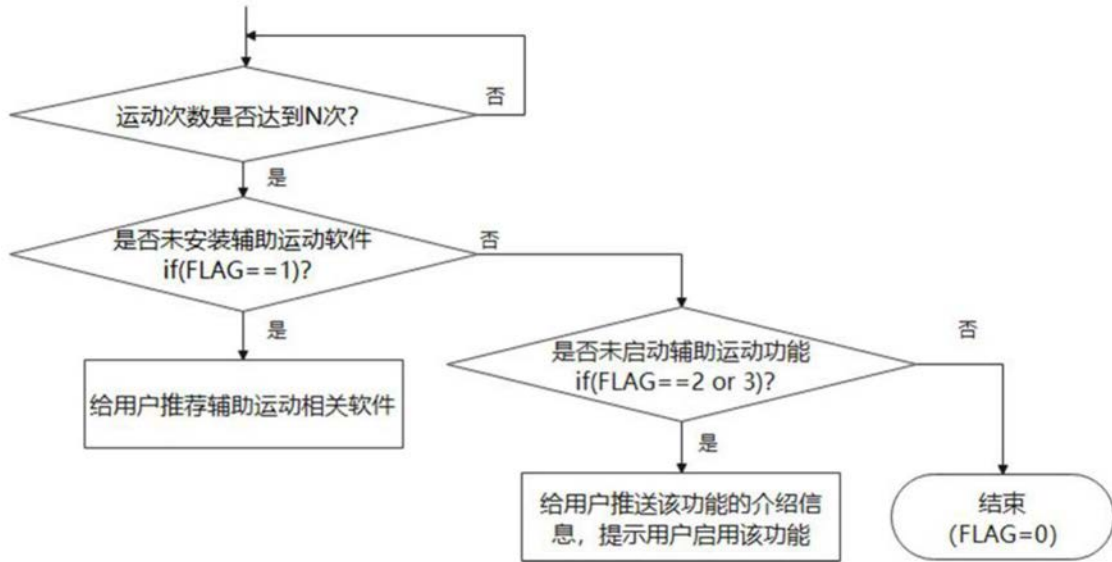 运动次数是否达到N次?
否
是
是否未安装辅助运动软件
if(FLAG==1)?
否
是
给用户推荐辅助运动相关软件
是否未启动辅助运动功能
if(FLAG==2 or 3)?
否
是
给用户推送该功能的介绍信
息，提示用户启用该功能
结束
(FLAG=0)